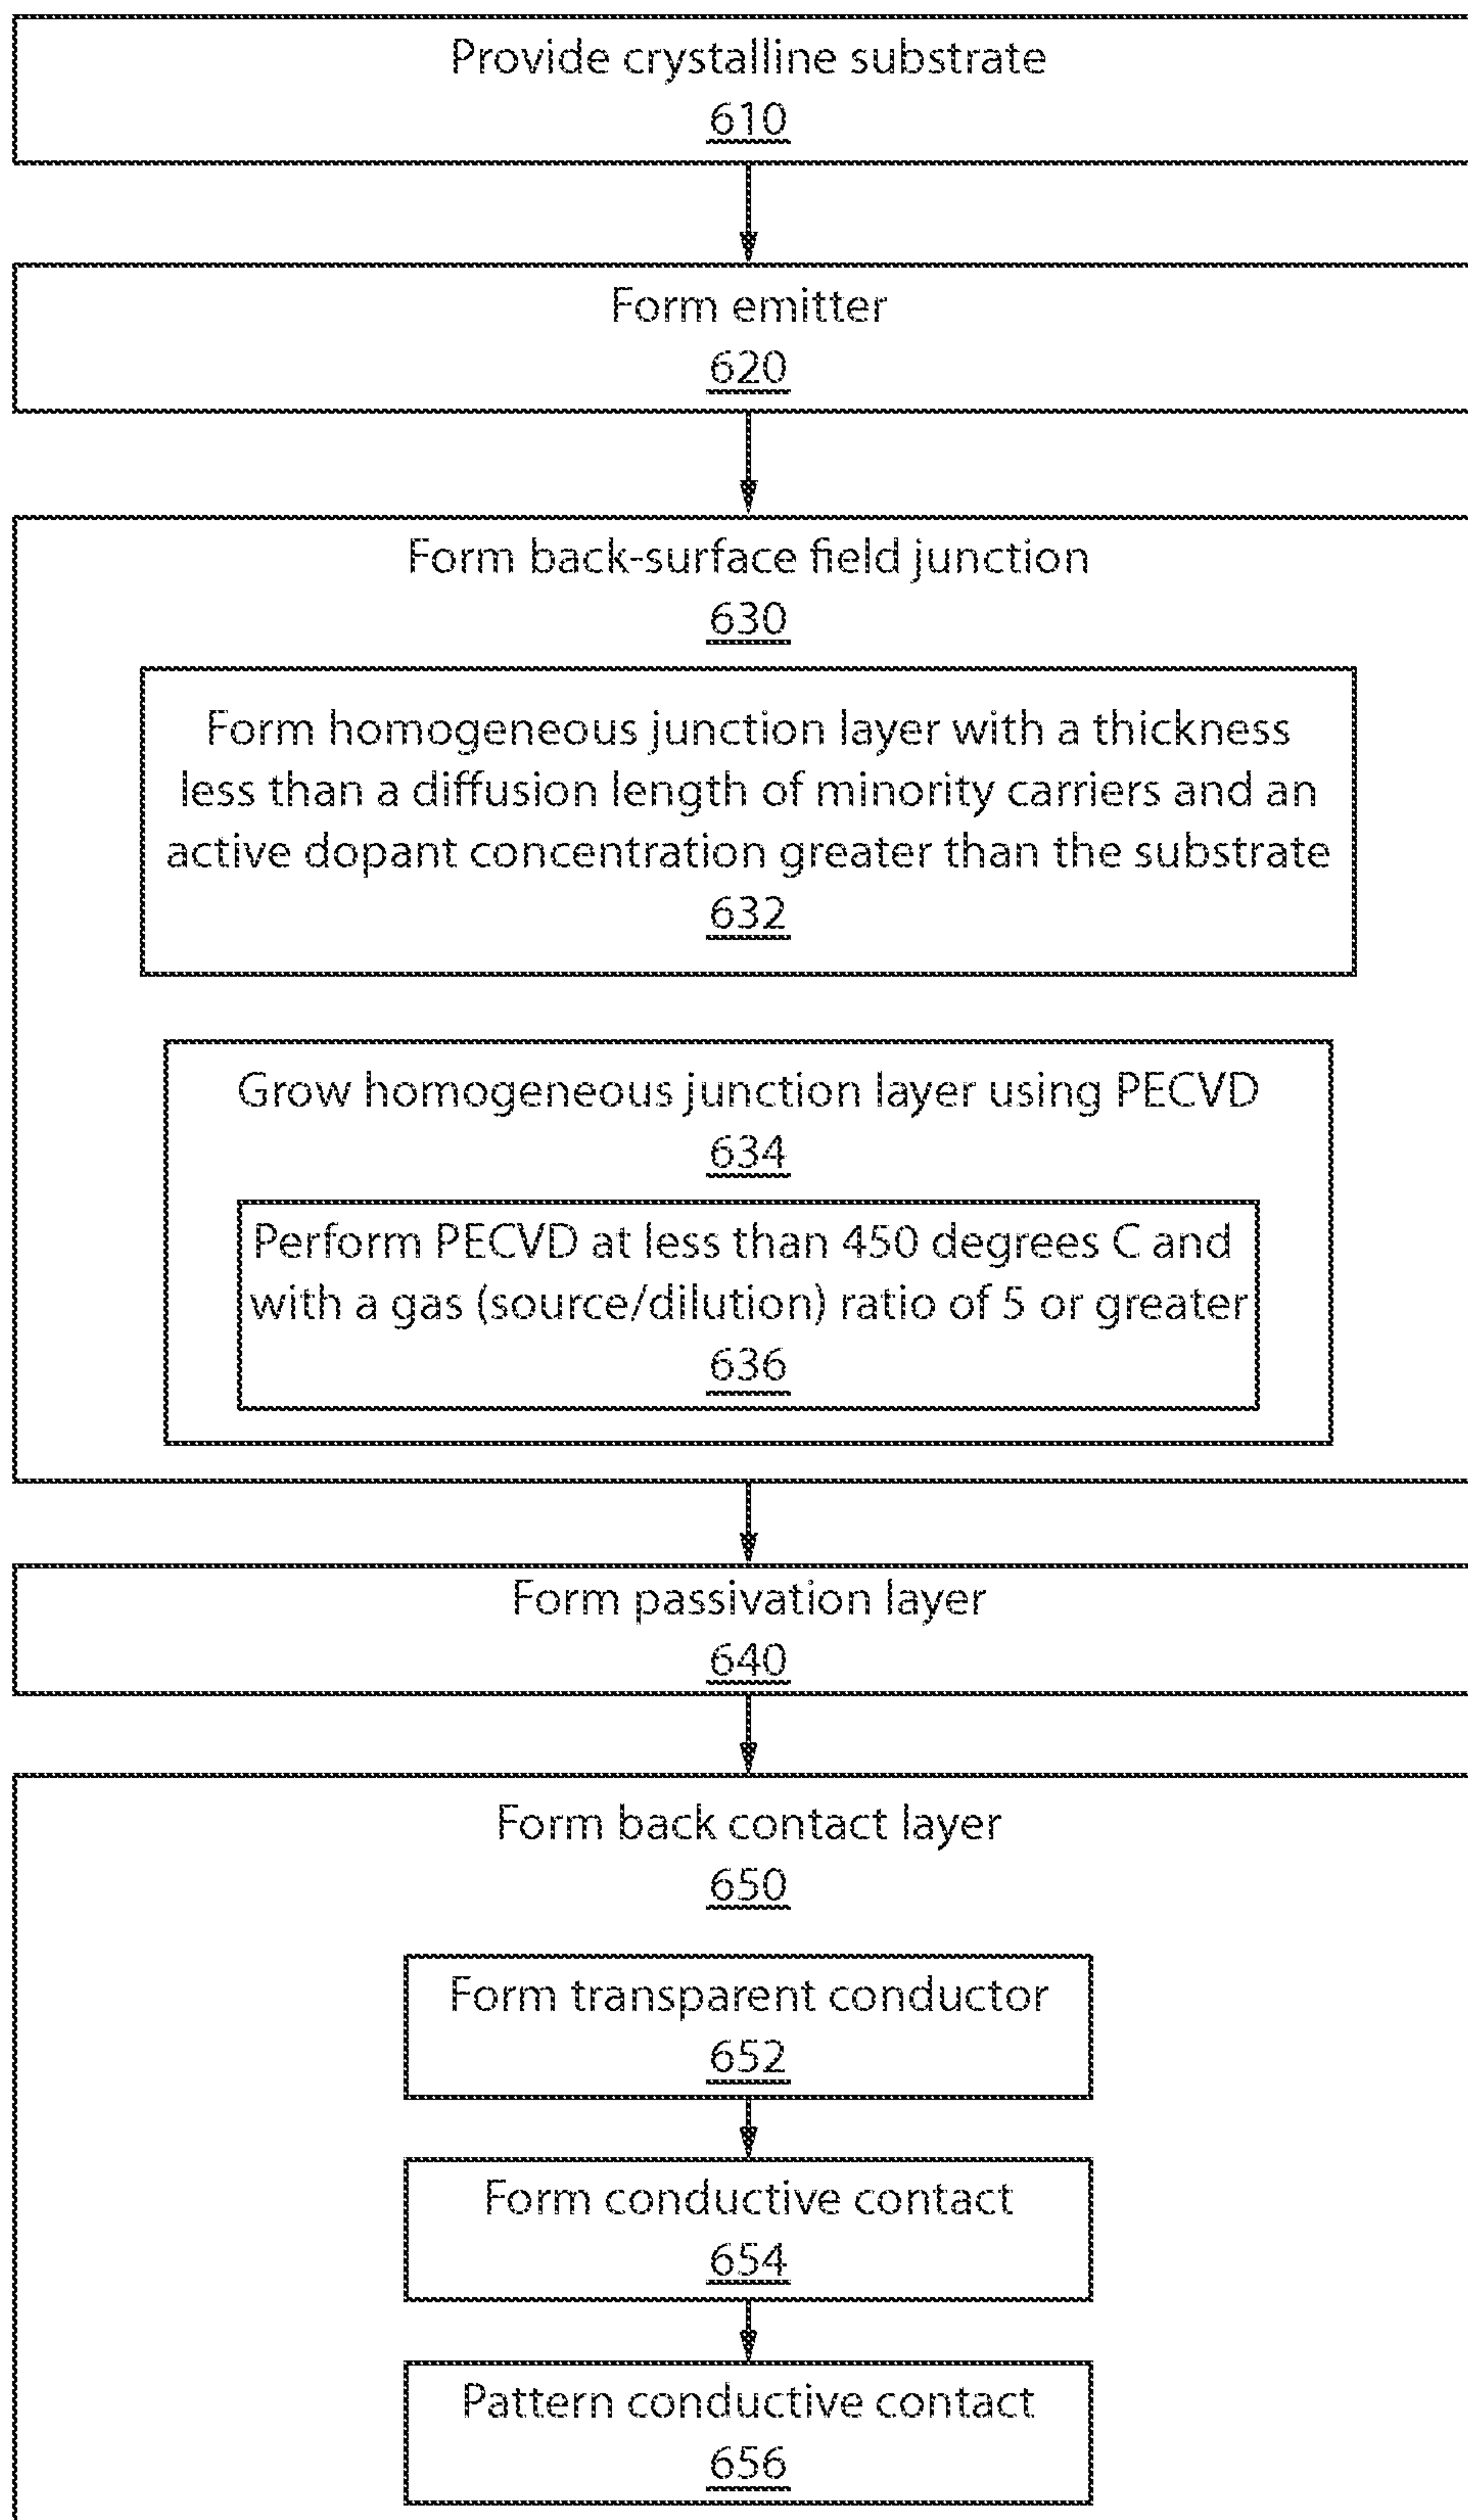 Provide crystalline substrate
610
Form emitter
620
Form back-surface field junction
630
Form homogeneous junction layer with a thickness
less than a diffusion length of minority carriers and an
active dopant concentration greater than the substrate
632
Grow homogeneous junction layer using PECVD
634
Perform PECVD at less than 450 degrees C and
with a gas (source/dilution) ratio of 5 or greater
636
Form passivation layer
640
Form back contact layer
650
Form transparent conductor
652
Form conductive contact
654
Pattern conductive contact
656